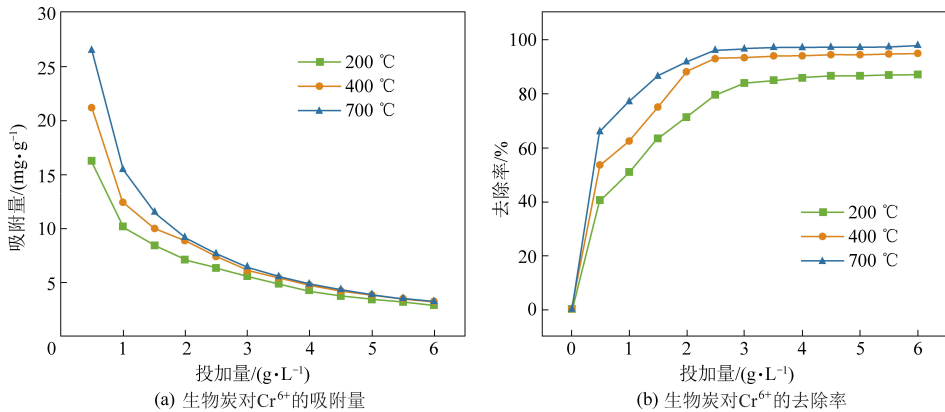 30
25
20
15
10
5
0
吸附量/(mg•g⁻¹)
200 ℃
400 ℃
700 ℃
1 2 3 4 5 6
投加量/(g•L⁻¹)
(a) 生物炭对Cr⁶⁺的吸附量
100
80
60
40
20
0
去除率/%
200 ℃
400 ℃
700 ℃
0 1 2 3 4 5 6
投加量/(g•L⁻¹)
(b) 生物炭对Cr⁶⁺的去除率